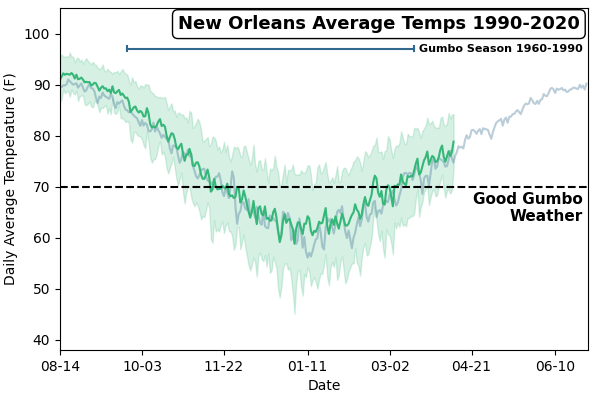 New Orleans Average Temps 1990-2020
Gumbo Season 1960-1990
Good Gumbo
Weather
Daily Average Temperature (F)
100
90
80
70
60
50
40
08-14
10-03
11-22
01-11
03-02
04-21
06-10
Date